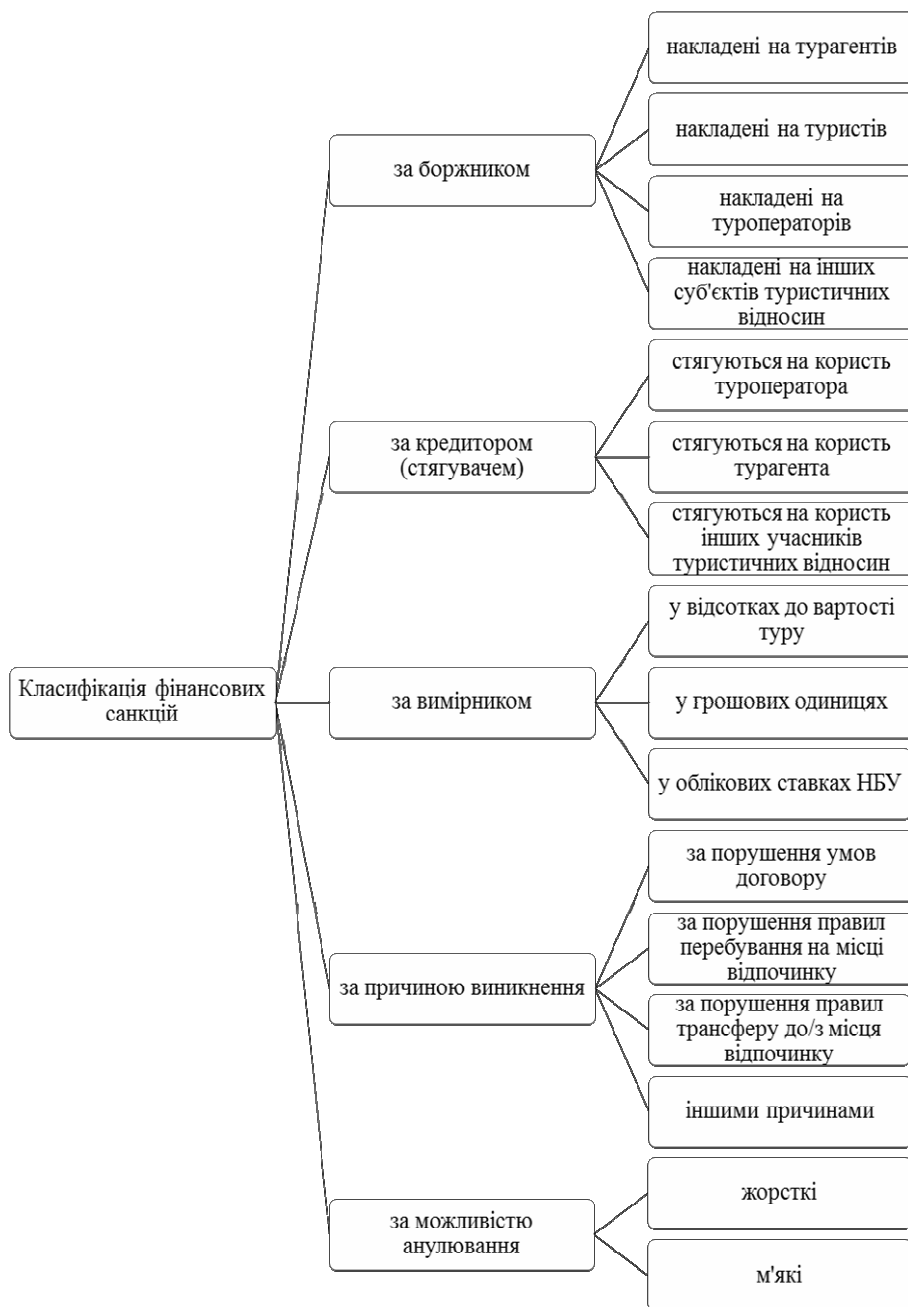 Класифікація фінансових
санкцій
за боржником
накладені на турагентів
накладені на туристів
накладені на
туроператорів
накладені на інших
суб'єктів туристичних
відносин
за кредитором
(стягувачем)
стягуються на користь
туроператора
стягуються на користь
турагента
стягуються на користь
інших учасників
туристичних відносин
за вимірником
у відсотках до вартості
туру
у грошових одиницях
у облікових ставках НБУ
за причиною виникнення
за порушення умов
договору
за порушення правил
перебування на місці
відпочинку
за порушення правил
трансферу до/з місця
відпочинку
іншими причинами
за можливістю
анулювання
жорсткі
м'які